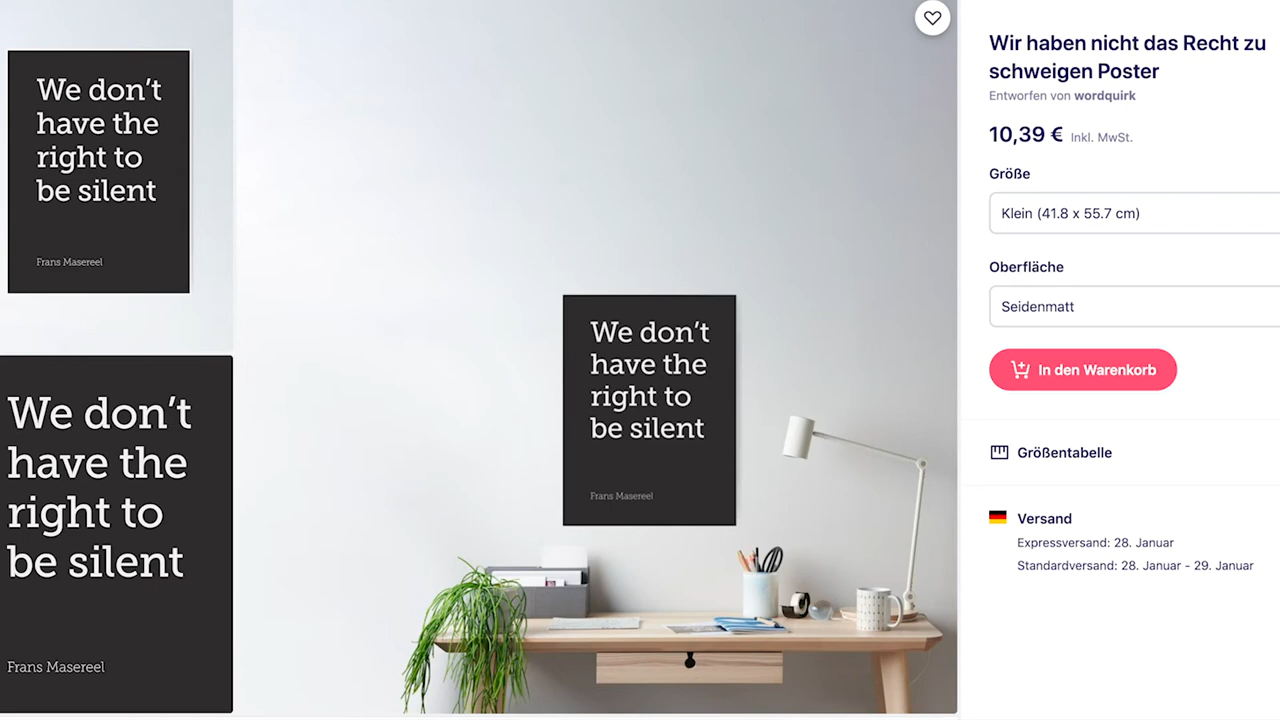 We don't
have the
right to
be silent
Frans Masereel
We don't
have the
right to
be silent
Frans Masereel
We don't
have the
right to
be silent
Frans Masereel
Wir haben nicht das Recht zu
schweigen Poster
Entworfen von wordquirk
10,39 € Inkl. MwSt.
Größe
Klein (41.8 x 55.7 cm)
Oberfläche
Seidenmatt
In den Warenkorb
Größentabelle
Versand
Expressversand: 28. Januar
Standardversand: 28. Januar - 29. Januar